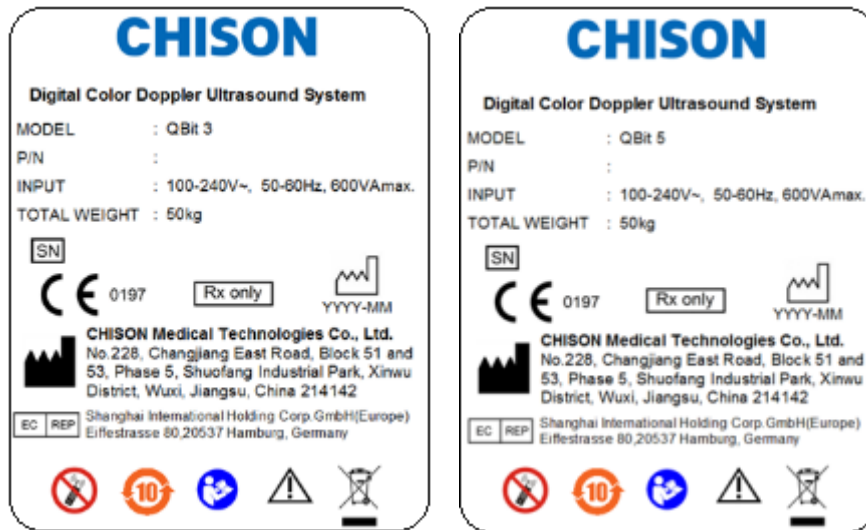 CHISON
Digital Color Doppler Ultrasound System
MODEL : QBit 3
P/N :
INPUT : 100-240V~, 50-60Hz, 600VAmax.
TOTAL WEIGHT : 50kg
SN
CE 0197 Rx only
YYYY-MM
CHISON Medical Technologies Co., Ltd.
No.228, Changjiang East Road, Block 51 and
53, Phase 5, Shuofang Industrial Park, Xinwu
District, Wuxi, Jiangsu, China 214142
EC REP Shanghai International Holding Corp.GmbH(Europe)
Eiffestrasse 80,20537 Hamburg, Germany
10
CHISON
Digital Color Doppler Ultrasound System
MODEL : QBit 5
P/N :
INPUT : 100-240V~, 50-60Hz, 600VAmax.
TOTAL WEIGHT : 50kg
SN
CE 0197 Rx only
YYYY-MM
CHISON Medical Technologies Co., Ltd.
No.228, Changjiang East Road, Block 51 and
53, Phase 5, Shuofang Industrial Park, Xinwu
District, Wuxi, Jiangsu, China 214142
EC REP Shanghai International Holding Corp.GmbH(Europe)
Eiffestrasse 80,20537 Hamburg, Germany
10